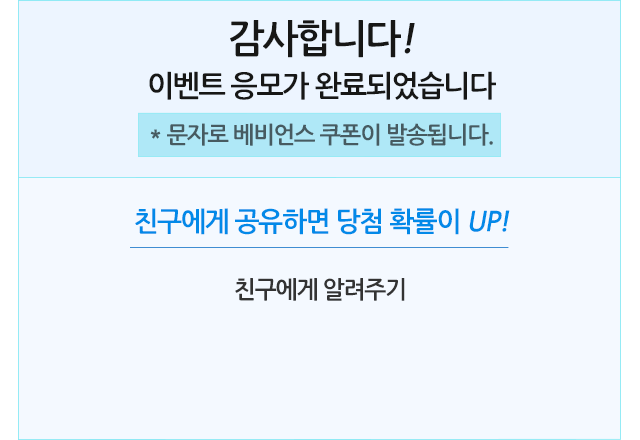 감사합니다!
이벤트 응모가 완료되었습니다
* 문자로 베비언스 쿠폰이 발송됩니다.
친구에게 공유하면 당첨 확률이 UP!
친구에게 알려주기